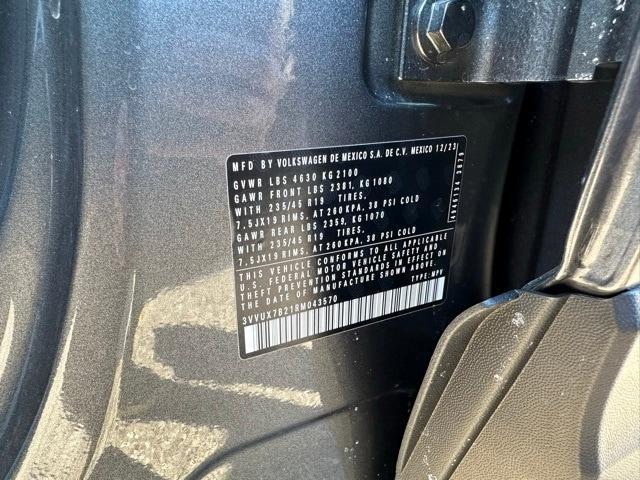 MFD BY VOLKSWAGEN DE MEXICO S.A. DE C.V. MEXICO 12/23
GVWR LBS 4630 KG 2100
GAWR FRONT LBS 2381, KG 1080
WITH 235/45 R19 TIRES.
7.5JX19 RIMS, AT 260 KPA, 38 PSI COLD
GAWR REAR LBS 2359, KG 1070
WITH 235/45 R19 TIRES.
7.5JX19 RIMS, AT 260 KPA, 38 PSI COLD
THIS VEHICLE CONFORMS TO ALL APPLICABLE
U.S. FEDERAL MOTOR VEHICLE SAFETY AND
THEFT PREVENTION STANDARDS IN EFFECT ON
THE DATE OF MANUFACTURE SHOWN ABOVE.
TYPE: MPV
3VVUX7B21RM043570